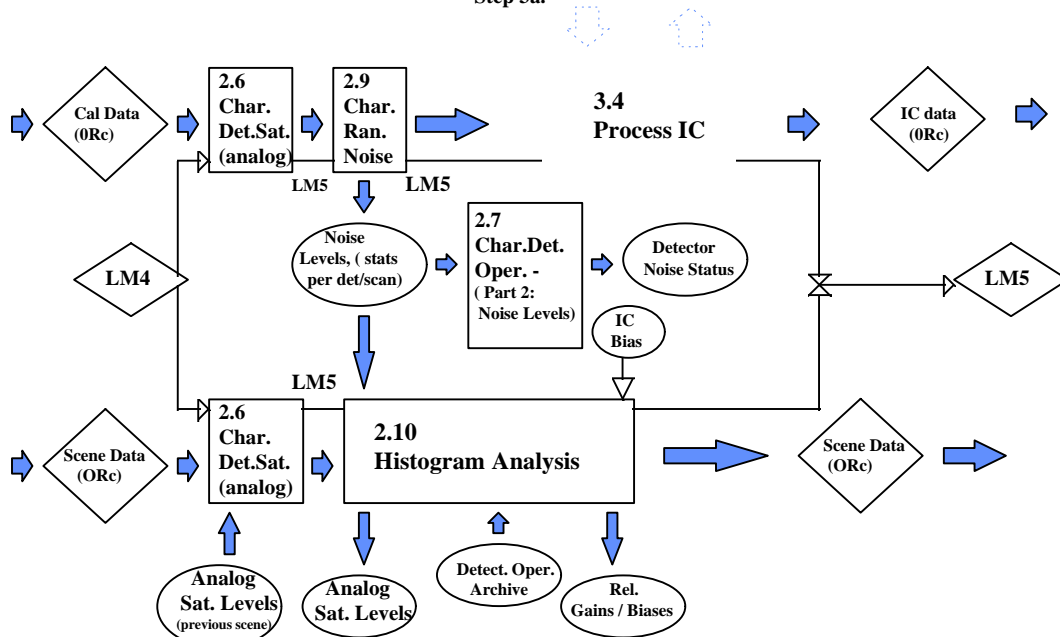 Step 3a.
Cal Data
(0Rc)
2.6
Char.
Det.Sat.
(analog)
2.9
Char.
Ran.
Noise
3.4
Process IC
IC data
(0Rc)
LM5
LM5
LM4
Noise
Levels, ( stats
per det/scan)
2.7
Char.Det.
Oper. -
( Part 2:
Noise Levels)
Detector
Noise Status
LM5
IC
Bias
LM5
Scene Data
(ORc)
2.6
Char.
Det.Sat.
(analog)
2.10
Histogram Analysis
Scene Data
(ORc)
Analog
Sat. Levels
(previous scene)
Analog
Sat. Levels
Detect. Oper.
Archive
Rel.
Gains / Biases